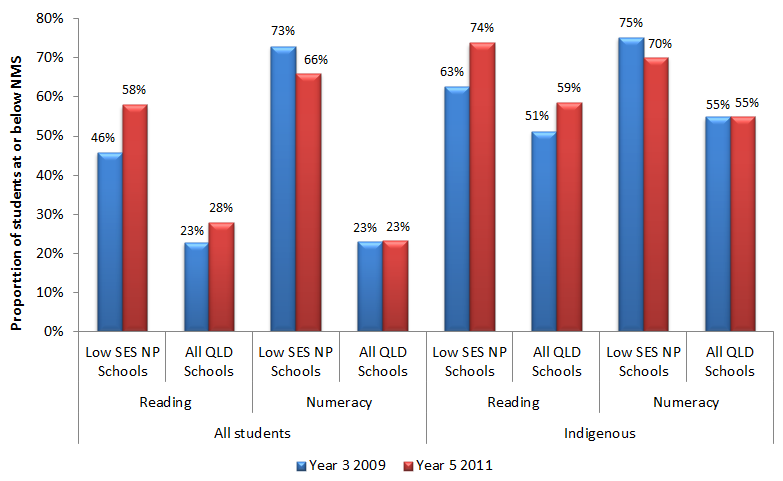 Proporttion of students at or below NMS
80%
70%
60%
50%
40%
30%
20%
10%
0%
46%
58%
23%
28%
73%
66%
23%
23%
63%
74%
51%
59%
75%
70%
55%
55%
Low SES NP Schools
All QLD Schools
Low SES NP Schools
All QLD Schools
Low SES NP Schools
All QLD Schools
Low SES NP Schools
All QLD Schools
Reading
Numeracy
Reading
Numeracy
All students
Indigenous
Year 3 2009
Year 5 2011